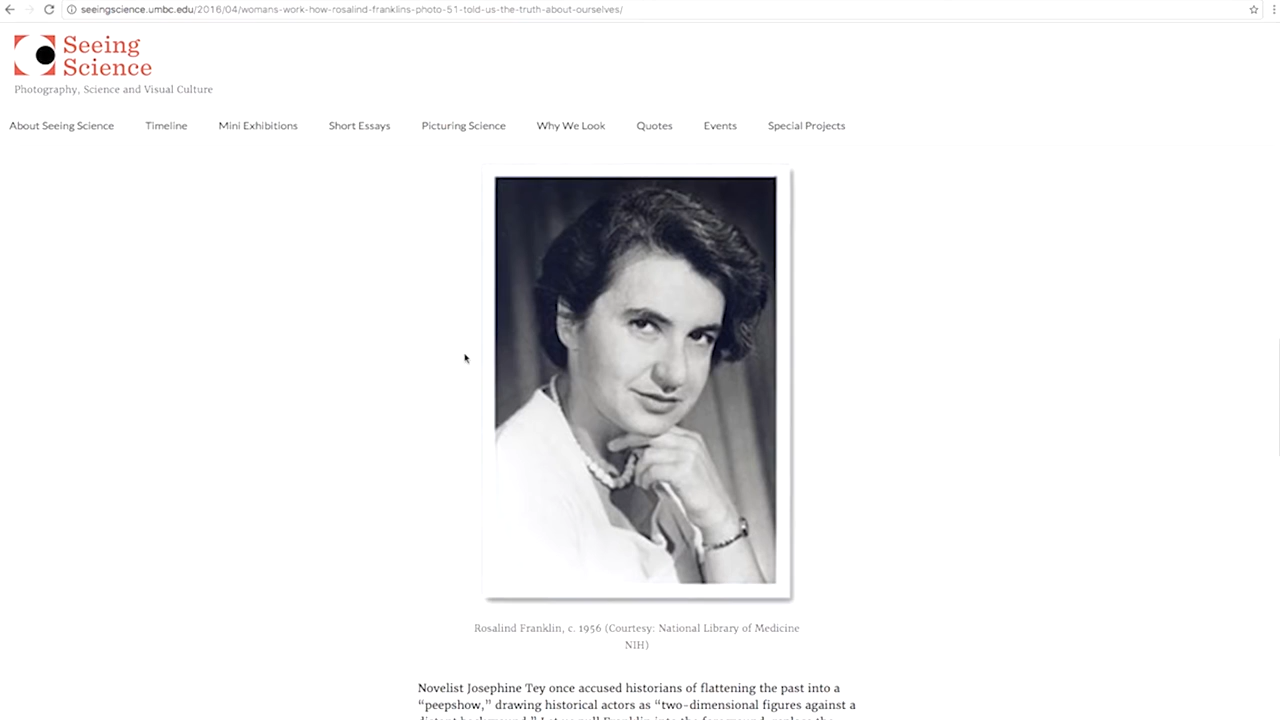 seeingscience.umbc.edu/2016/04/womans-work-how-rosalind-franklins-photo-51-told-us-the-truth-about-ourselves/
Seeing
Science
Photography, Science and Visual Culture
About Seeing Science Timeline Mini Exhibitions Short Essays Picturing Science Why We Look Quotes Events Special Projects
Rosalind Franklin, c. 1956 (Courtesy: National Library of Medicine
NIH)
Novelist Josephine Tey once accused historians of flattening the past into a
“peepshow,” drawing historical actors as “two-dimensional figures against a